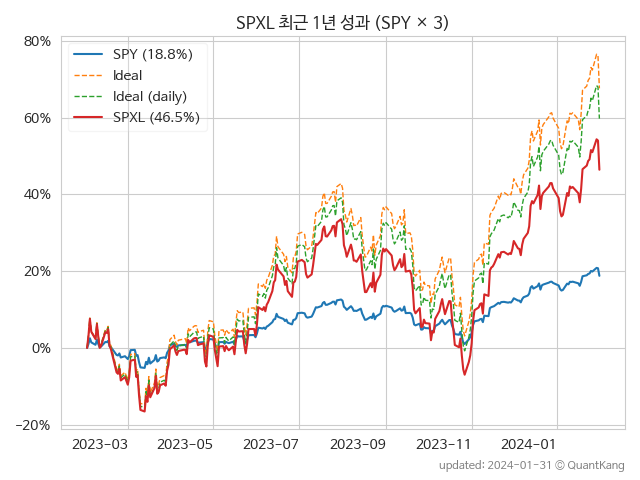 SPXL 최근 1년 성과 (SPY × 3)
80%
60%
40%
20%
0%
−20%
SPY (18.8%)
Ideal
Ideal (daily)
SPXL (46.5%)
2023-03 2023-05 2023-07 2023-09 2023-11 2024-01
updated: 2024-01-31 © QuantKang